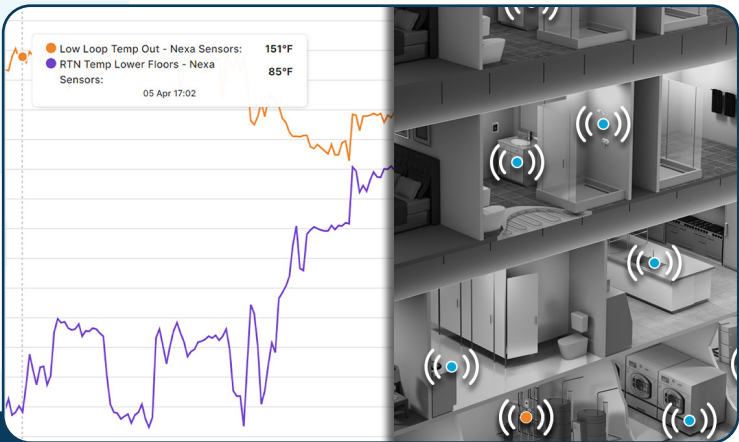 Low Loop Temp Out - Nexa Sensors: 151°F
RTN Temp Lower Floors - Nexa
Sensors: 85°F
05 Apr 17:02